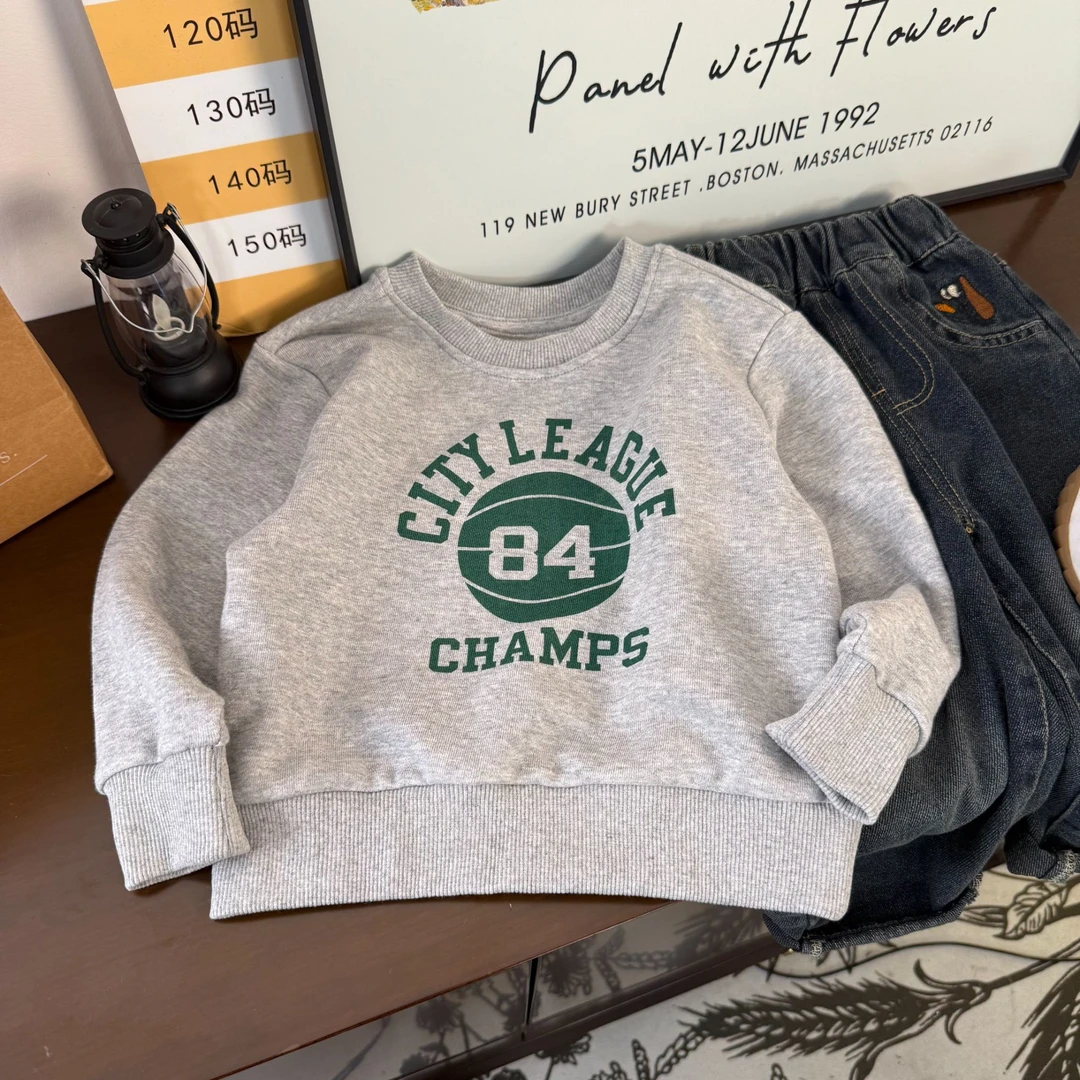 120码
130码
140码
150码
Panel with Flowers
5MAY-12JUNE 1992
119 NEW BURY STREET ,BOSTON, MASSACHUSETTS 02116
CITY LEAGUE
84
CHAMPS
s.